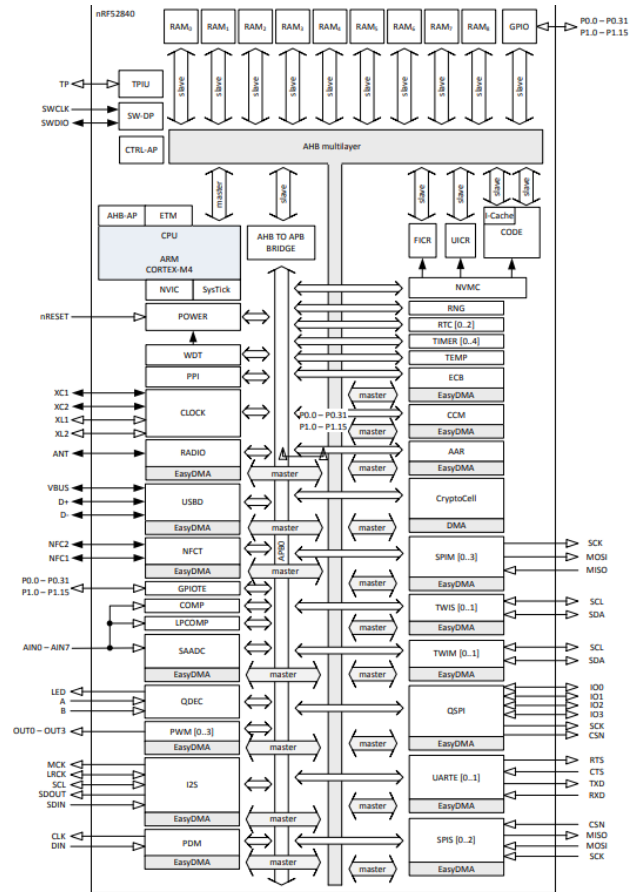 nRF52840
RAM0 RAM1 RAM2 RAM3 RAM4 RAM5 RAM6 RAM7 RAM8 GPIO
P0.0 – P0.31
P1.0 – P1.15
slave slave slave slave slave slave slave slave slave slave
TP
TPIU
SWCLK
SWDIO
SW-DP
CTRL-AP
AHB multilayer
master
slave
slave
slave
slave
slave
AHB-AP
ETM
CPU
ARM
CORTEX-M4
NVIC
SysTick
AHB TO APB
BRIDGE
FICR
UICR
I-Cache
CODE
NVMC
nRESET
POWER
RNG
RTC [0..2]
TIMER [0..4]
WDT
TEMP
PPI
ECB
EasyDMA
master
XC1
XC2
XL1
XL2
CLOCK
P0.0 – P0.31
P1.0 – P1.15
CCM
EasyDMA
master
ANT
RADIO
EasyDMA
master
AAR
EasyDMA
master
VBUS
D+
D-
USBD
EasyDMA
master
CryptoCell
DMA
master
NFC2
NFC1
NFCT
EasyDMA
master
APB0
SPIM [0..3]
EasyDMA
master
SCK
MOSI
MISO
P0.0 – P0.31
P1.0 – P1.15
GPIOTE
COMP
LPCOMP
TWIS [0..1]
EasyDMA
master
SCL
SDA
AIN0 – AIN7
SAADC
EasyDMA
master
TWIM [0..1]
EasyDMA
master
SCL
SDA
LED
A
B
QDEC
OUT0 – OUT3
PWM [0..3]
EasyDMA
master
QSPI
EasyDMA
master
IO0
IO1
IO2
IO3
SCK
CSN
MCK
LRCK
SCL
SDOUT
SDIN
I2S
EasyDMA
master
UARTE [0..1]
EasyDMA
master
RTS
CTS
TXD
RXD
CLK
DIN
PDM
EasyDMA
master
SPIS [0..2]
EasyDMA
master
CSN
MISO
MOSI
SCK